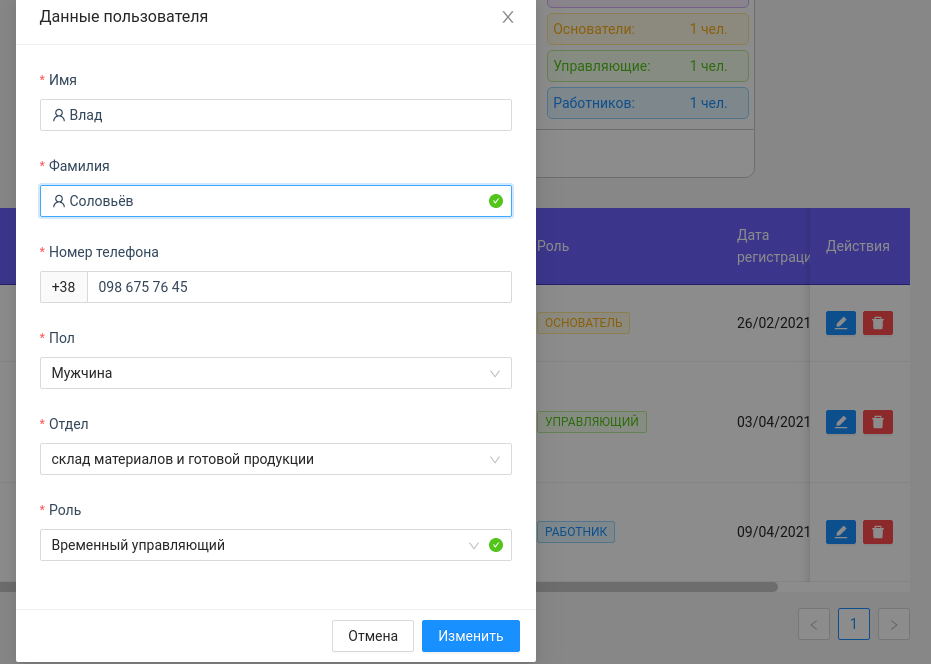 Данные пользователя
* Имя
Влад
* Фамилия
Соловьёв
* Номер телефона
+38 098 675 76 45
* Пол
Мужчина
* Отдел
склад материалов и готовой продукции
* Роль
Временный управляющий
Отмена Изменить
Основатели: 1 чел.
Управляющие: 1 чел.
Работников: 1 чел.
Роль
Дата
регистраци
Действия
ОСНОВАТЕЛЬ 26/02/2021
УПРАВЛЯЮЩИЙ 03/04/2021
РАБОТНИК 09/04/2021
< 1 >